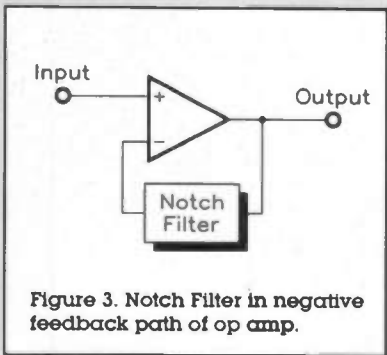 Input
Output
+
−
Notch
Filter
Figure 3. Notch Filter in negative
feedback path of op amp.